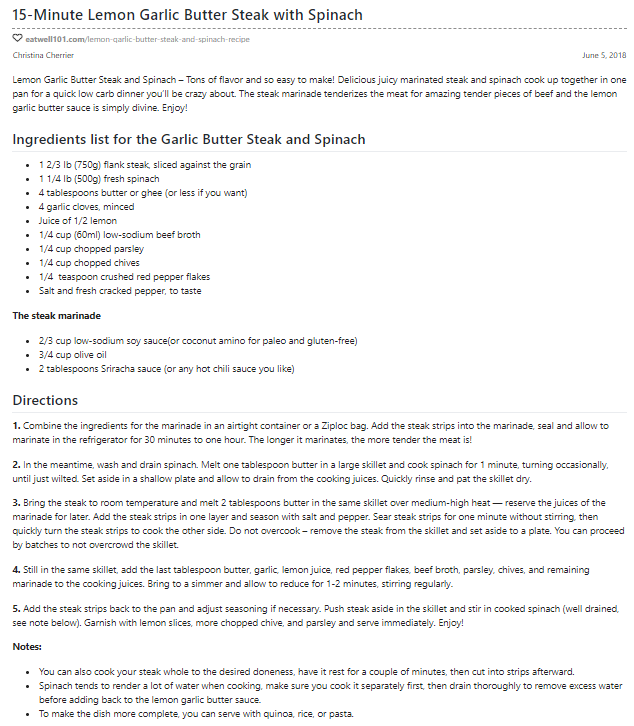 15-Minute Lemon Garlic Butter Steak with Spinach
eatwell101.com/lemon-garlic-butter-steak-and-spinach-recipe
Christina Cherrier June 5, 2018
Lemon Garlic Butter Steak and Spinach – Tons of flavor and so easy to make! Delicious juicy marinated steak and spinach cook up together in one
pan for a quick low carb dinner you'll be crazy about. The steak marinade tenderizes the meat for amazing tender pieces of beef and the lemon
garlic butter sauce is simply divine. Enjoy!
Ingredients list for the Garlic Butter Steak and Spinach
• 1 2/3 lb (750g) flank steak, sliced against the grain
• 1 1/4 lb (500g) fresh spinach
• 4 tablespoons butter or ghee (or less if you want)
• 4 garlic cloves, minced
• Juice of 1/2 lemon
• 1/4 cup (60ml) low-sodium beef broth
• 1/4 cup chopped parsley
• 1/4 cup chopped chives
• 1/4 teaspoon crushed red pepper flakes
• Salt and fresh cracked pepper, to taste
The steak marinade
• 2/3 cup low-sodium soy sauce(or coconut amino for paleo and gluten-free)
• 3/4 cup olive oil
• 2 tablespoons Sriracha sauce (or any hot chili sauce you like)
Directions
1. Combine the ingredients for the marinade in an airtight container or a Ziploc bag. Add the steak strips into the marinade, seal and allow to
marinate in the refrigerator for 30 minutes to one hour. The longer it marinates, the more tender the meat is!
2. In the meantime, wash and drain spinach. Melt one tablespoon butter in a large skillet and cook spinach for 1 minute, turning occasionally,
until just wilted. Set aside in a shallow plate and allow to drain from the cooking juices. Quickly rinse and pat the skillet dry.
3. Bring the steak to room temperature and melt 2 tablespoons butter in the same skillet over medium-high heat — reserve the juices of the
marinade for later. Add the steak strips in one layer and season with salt and pepper. Sear steak strips for one minute without stirring, then
quickly turn the steak strips to cook the other side. Do not overcook – remove the steak from the skillet and set aside to a plate. You can proceed
by batches to not overcrowd the skillet.
4. Still in the same skillet, add the last tablespoon butter, garlic, lemon juice, red pepper flakes, beef broth, parsley, chives, and remaining
marinade to the cooking juices. Bring to a simmer and allow to reduce for 1-2 minutes, stirring regularly.
5. Add the steak strips back to the pan and adjust seasoning if necessary. Push steak aside in the skillet and stir in cooked spinach (well drained,
see note below). Garnish with lemon slices, more chopped chive, and parsley and serve immediately. Enjoy!
Notes:
• You can also cook your steak whole to the desired doneness, have it rest for a couple of minutes, then cut into strips afterward.
• Spinach tends to render a lot of water when cooking, make sure you cook it separately first, then drain thoroughly to remove excess water
before adding back to the lemon garlic butter sauce.
• To make the dish more complete, you can serve with quinoa, rice, or pasta.